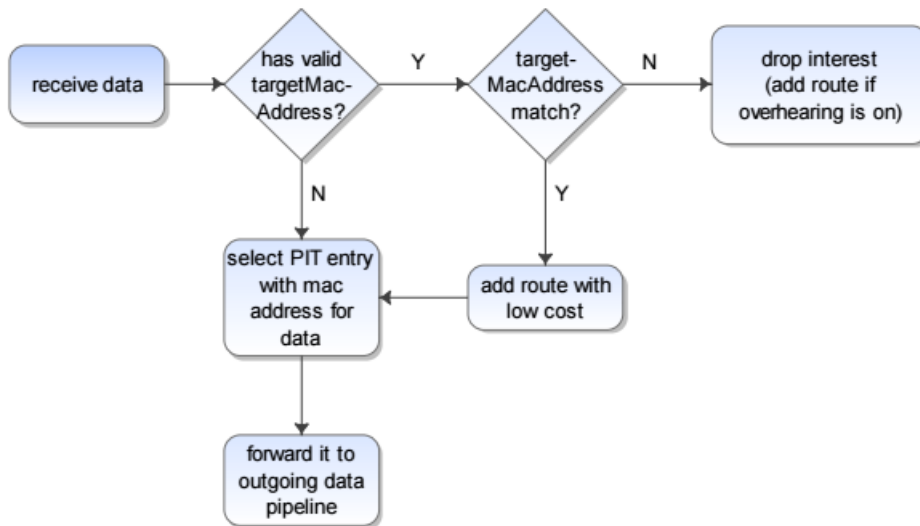 receive data
has valid
targetMac-
Address?
Y
target-
MacAddress
match?
N
drop interest
(add route if
overhearing is on)
N
Y
select PIT entry
with mac
address for
data
add route with
low cost
forward it to
outgoing data
pipeline